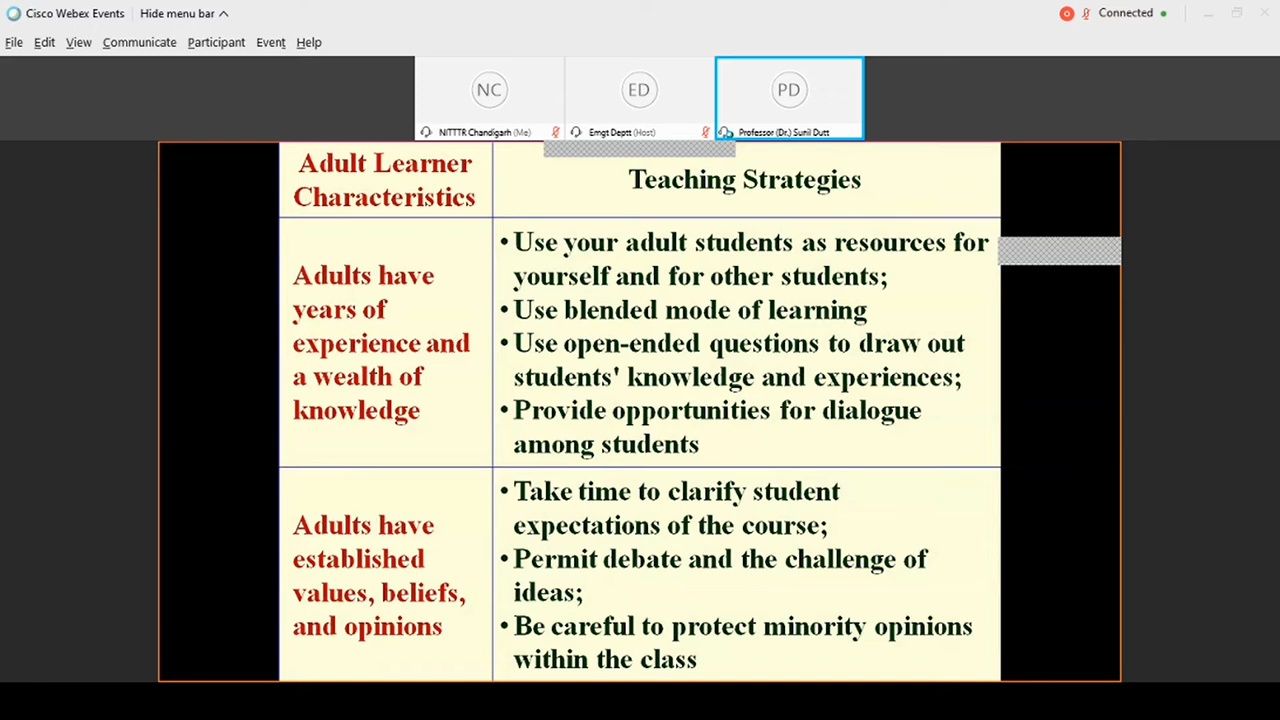 Cisco Webex Events Hide menu bar Connected
File Edit View Communicate Participant Event Help
NC ED PD
NITTTR Chandigarh (Me) Emgt Deptt (Host) Professor (Dr.) Sunil Dutt
Adult Learner
Characteristics
Teaching Strategies
Adults have
years of
experience and
a wealth of
knowledge
• Use your adult students as resources for
yourself and for other students;
• Use blended mode of learning
• Use open-ended questions to draw out
students' knowledge and experiences;
• Provide opportunities for dialogue
among students
Adults have
established
values, beliefs,
and opinions
• Take time to clarify student
expectations of the course;
• Permit debate and the challenge of
ideas;
• Be careful to protect minority opinions
within the class